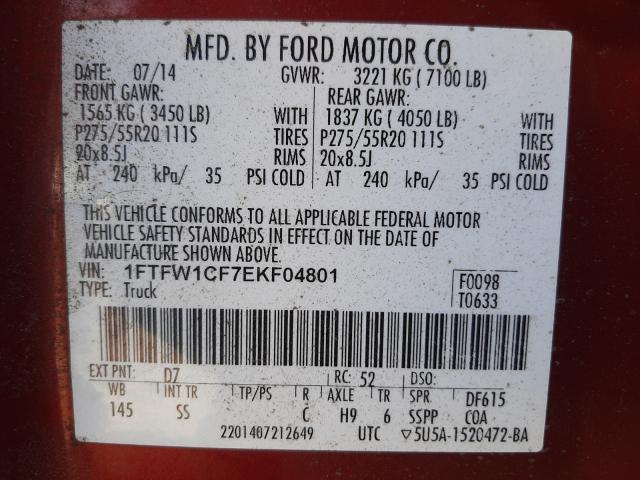 MFD. BY FORD MOTOR CO.
DATE: 07/14 GVWR: 3221 KG ( 7100 LB)
FRONT GAWR: REAR GAWR:
1565 KG ( 3450 LB) WITH 1837 KG ( 4050 LB) WITH
P275/55R20 111S TIRES P275/55R20 111S TIRES
20x8.5J RIMS 20x8.5J RIMS
AT 240 kPa/ 35 PSI COLD AT 240 kPa/ 35 PSI COLD
THIS VEHICLE CONFORMS TO ALL APPLICABLE FEDERAL MOTOR
VEHICLE SAFETY STANDARDS IN EFFECT ON THE DATE OF
MANUFACTURE SHOWN ABOVE.
VIN: 1FTFW1CF7EKF04801 F0098
TYPE: Truck T0633
EXT PNT: D7 RC: 52 DSO:
WB INT TR TP/PS R AXLE TR SPR DF615
145 SS C H9 6 SSPP COA
2201407212649 UTC ▽5U5A-1520472-BA